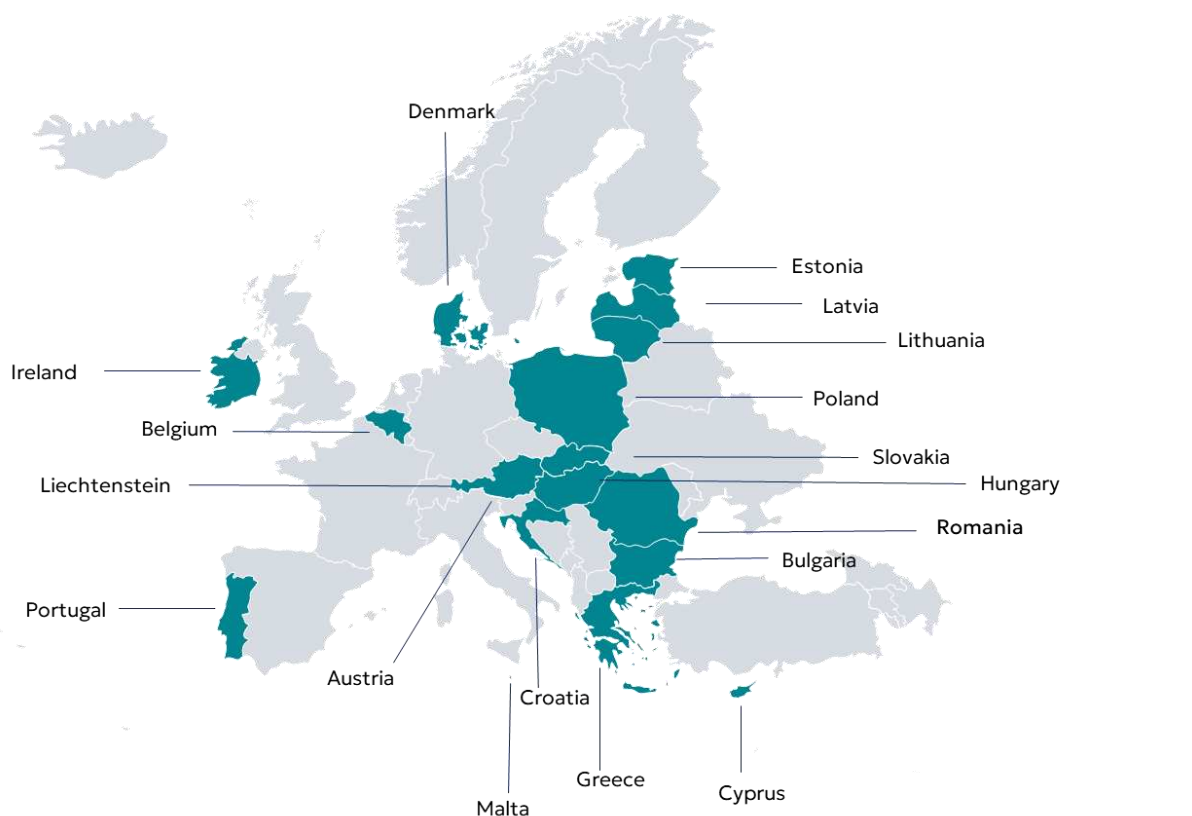 Denmark
Estonia
Latvia
Lithuania
Ireland
Poland
Belgium
Slovakia
Liechtenstein
Hungary
Romania
Bulgaria
Portugal
Austria
Croatia
Greece
Cyprus
Malta